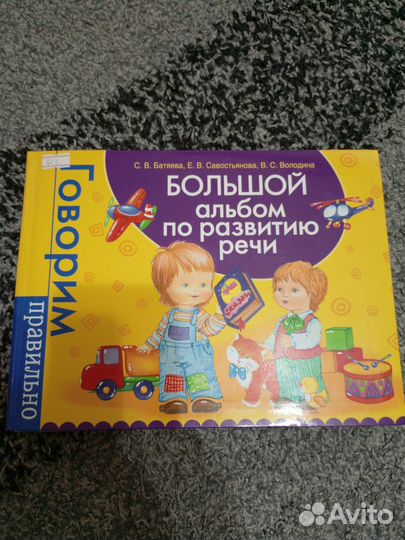 С. В. Батяева, Е. В. Савостьянова, В. С. Володина
БОЛЬШОЙ
альбом
по развитию
речи
Говорим
правильно
Avito